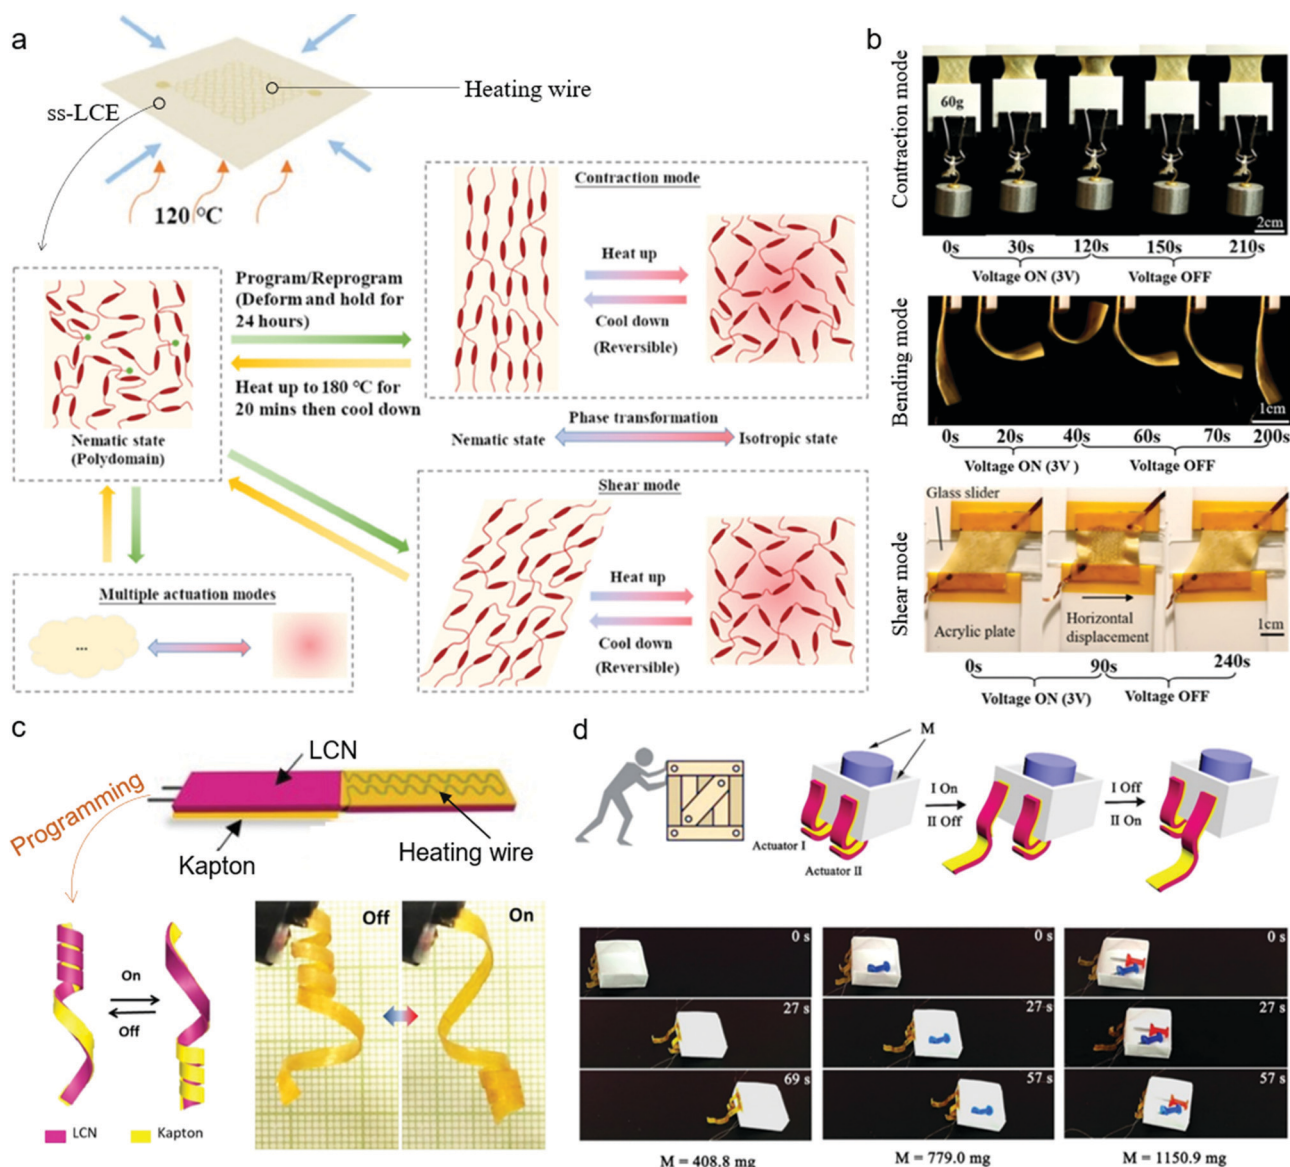 a
Heating wire
ss-LCE
120 °C
Program/Reprogram
(Deform and hold for
24 hours)
Heat up to 180 °C for
20 mins then cool down
Nematic state
(Polydomain)
Multiple actuation modes
...
Contraction mode
Heat up
Cool down
(Reversible)
Phase transformation
Nematic state
Isotropic state
Shear mode
Heat up
Cool down
(Reversible)
b
Contraction mode
60g
2cm
0s 30s 120s 150s 210s
Voltage ON (3V) Voltage OFF
Bending mode
1cm
0s 20s 40s 60s 70s 200s
Voltage ON (3V ) Voltage OFF
Shear mode
Glass slider
Acrylic plate
Horizontal
displacement
1cm
0s 90s 240s
Voltage ON (3V) Voltage OFF
c
LCN
Programming
Kapton
Heating wire
On
Off
LCN
Kapton
Off
On
d
M
Actuator I
Actuator II
I On
II Off
I Off
II On
0 s
27 s
69 s
M = 408.8 mg
0 s
27 s
57 s
M = 779.0 mg
0 s
27 s
57 s
M = 1150.9 mg